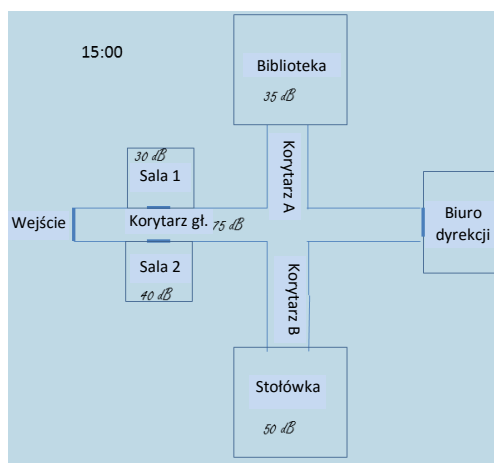 15:00
Biblioteka
35 dB
Korytarz A
30 dB
Sala 1
Wejście
Korytarz gł.
75 dB
Biuro
dyrekcji
Sala 2
40 dB
Korytarz B
Stołówka
50 dB